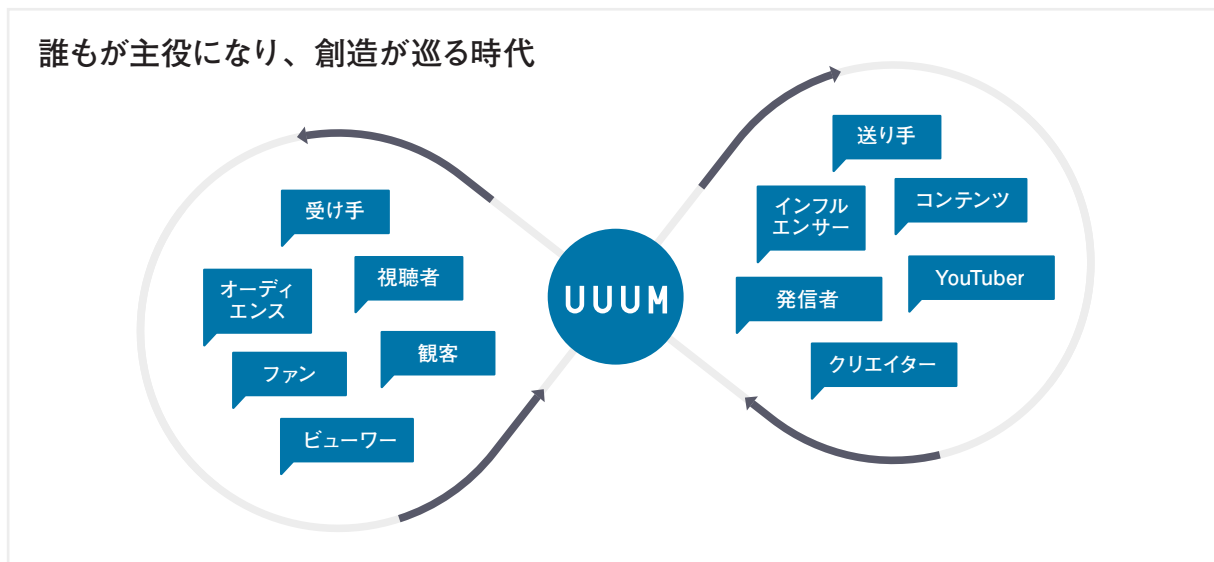 誰もが主役になり、創造が巡る時代
受け手
オーディ
エンス
視聴者
ファン
観客
ビューワー
UUUM
送り手
インフル
エンサー
コンテンツ
発信者
YouTuber
クリエイター